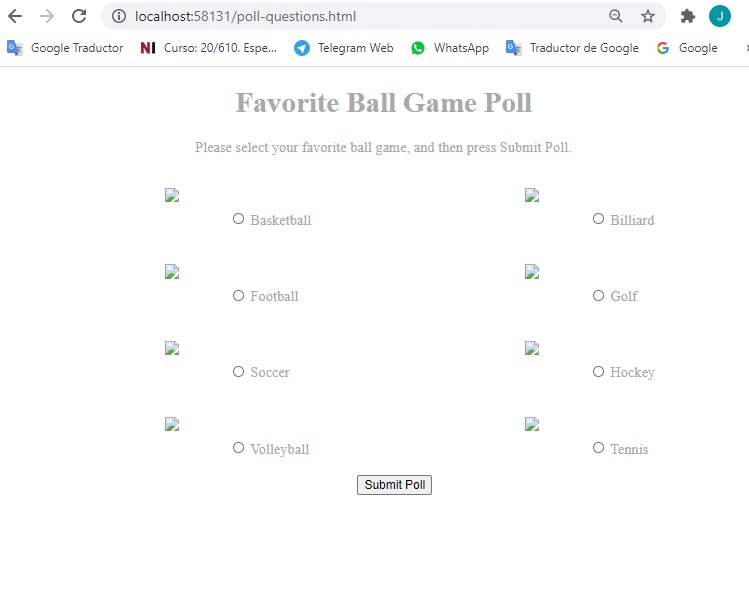 localhost:58131/poll-questions.html
J
Google Traductor NI Curso: 20/610. Espe... Telegram Web WhatsApp Traductor de Google G Google
Favorite Ball Game Poll
Please select your favorite ball game, and then press Submit Poll.
Basketball Billiard
Football Golf
Soccer Hockey
Volleyball Tennis
Submit Poll